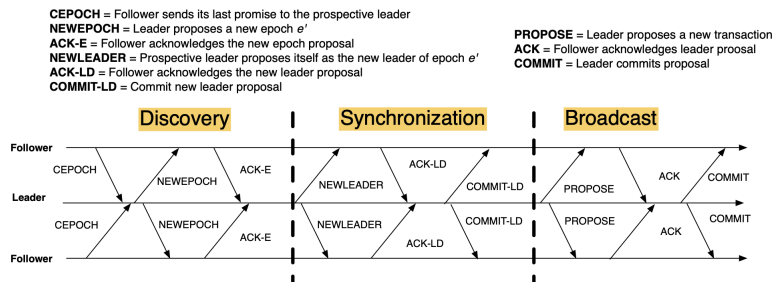 CEPOCH = Follower sends its last promise to the prospective leader
NEWEPOCH = Leader proposes a new epoch e'
ACK-E = Follower acknowledges the new epoch proposal
NEWLEADER = Prospective leader proposes itself as the new leader of epoch e'
ACK-LD = Follower acknowledges the new leader proposal
COMMIT-LD = Commit new leader proposal
PROPOSE = Leader proposes a new transaction
ACK = Follower acknowledges leader proosal
COMMIT = Leader commits proposal
Discovery
Synchronization
Broadcast
Follower
CEPOCH
NEWEPOCH
ACK-E
NEWLEADER
ACK-LD
COMMIT-LD
PROPOSE
ACK
COMMIT
Leader
CEPOCH
NEWEPOCH
ACK-E
NEWLEADER
ACK-LD
COMMIT-LD
PROPOSE
ACK
COMMIT
Follower